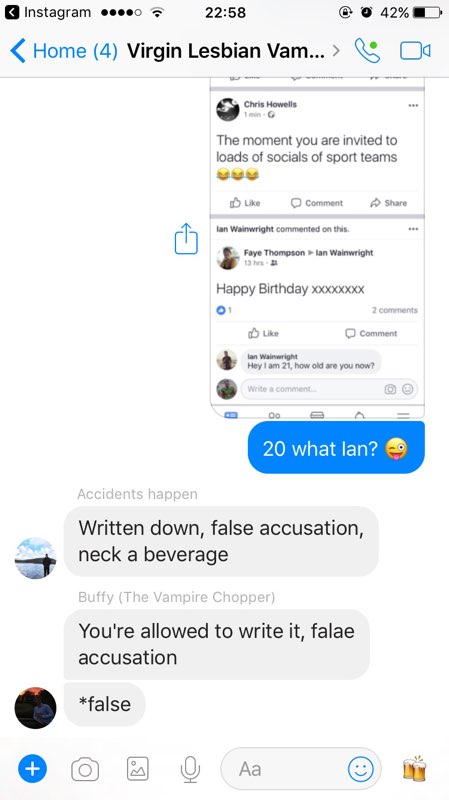 Instagram
22:58
42%
Home (4)
Virgin Lesbian Vam...
Like
Comment
Share
Chris Howells
1 min ·
The moment you are invited to
loads of socials of sport teams
😂😂😂
Like
Comment
Share
Ian Wainwright commented on this.
Faye Thompson ▸ Ian Wainwright
13 hrs ·
Happy Birthday xxxxxxxx
1
2 comments
Like
Comment
Ian Wainwright
Hey I am 21, how old are you now?
Write a comment...
20 what Ian? 😜
Accidents happen
Written down, false accusation,
neck a beverage
Buffy (The Vampire Chopper)
You're allowed to write it, falae
accusation
*false
Aa